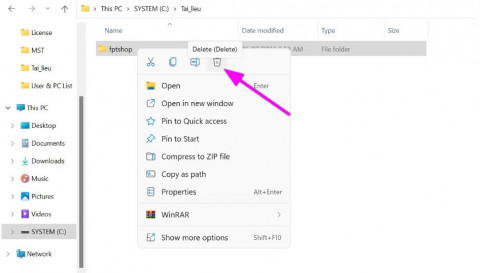 This PC > SYSTEM (C:) > Tai_lieu
Name
Date modified
Type
Size
License
MST
Tai_lieu
User & PC List
This PC
Desktop
Documents
Downloads
Music
Pictures
Videos
SYSTEM (C:)
Network
fptshop
Delete (Delete)
AM
File folder
Open
Enter
Open in new window
Pin to Quick access
Pin to Start
Compress to ZIP file
Copy as path
Properties
Alt+Enter
WinRAR
Show more options
Shift+F10